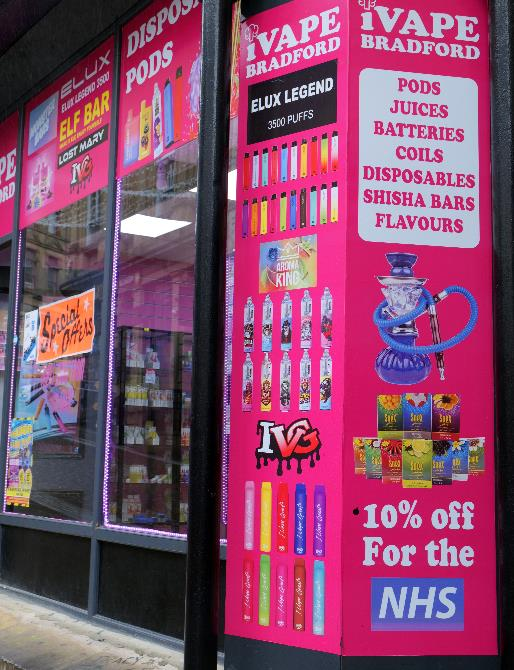 PE
ORD
ELUX
ELUX LEGEND 3500
ELF BAR
LOST MARY
IVG
DISPOS
PODS
Special
Offers
iVAPE
BRADFORD
ELUX LEGEND
3500 PUFFS
AROMA
KING
IVG
iVAPE
BRADFORD
PODS
JUICES
BATTERIES
COILS
DISPOSABLES
SHISHA BARS
FLAVOURS
10% off
For the
NHS